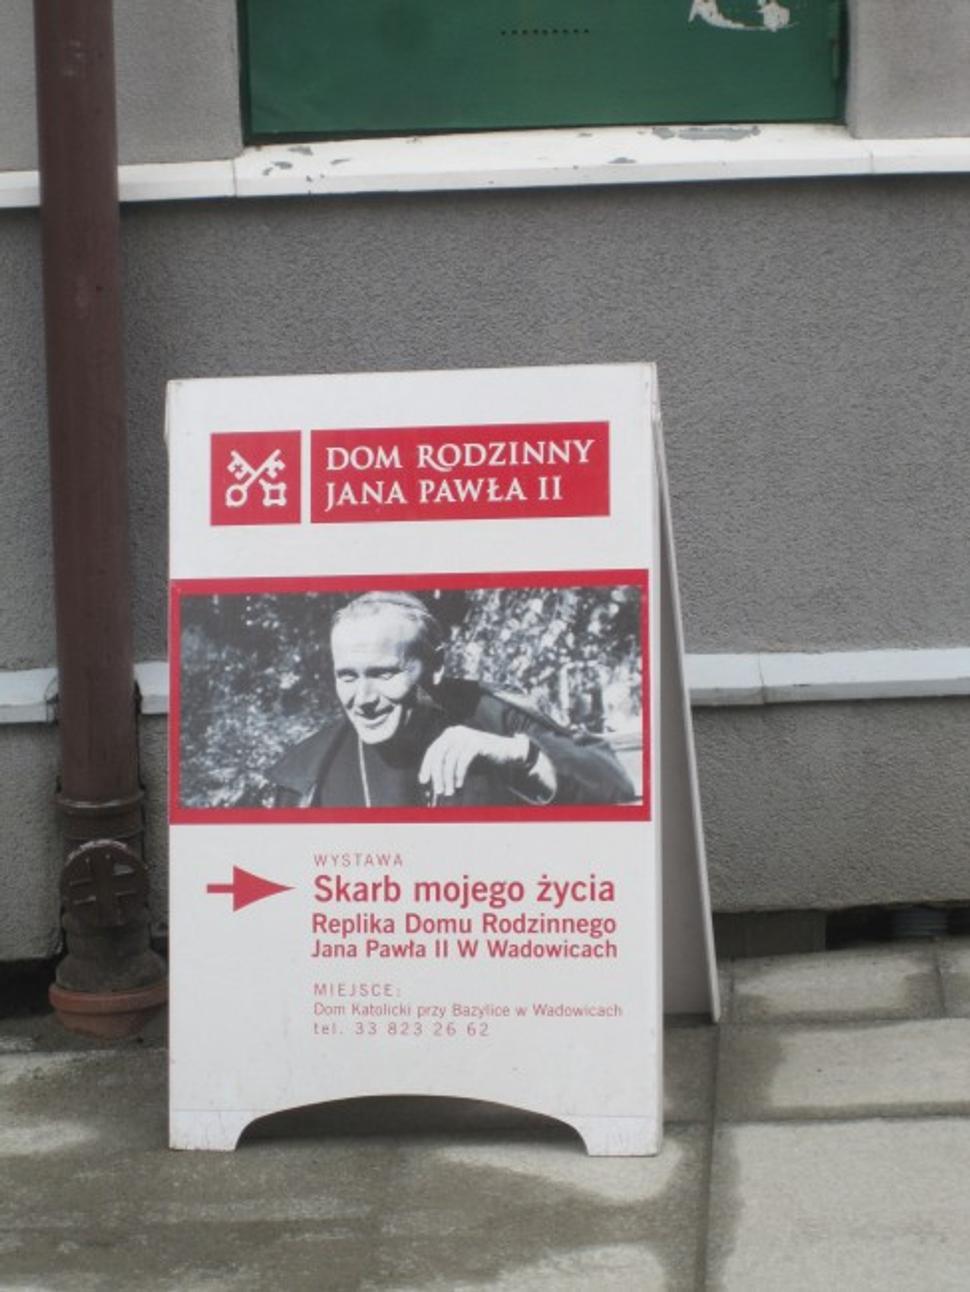 DOM RODZINNY
JANA PAWŁA II
WYSTAWA
Skarb mojego życia
Replika Domu Rodzinnego
Jana Pawła II W Wadowicach
MIEJSCE:
Dom Katolicki przy Bazylice w Wadowicach
tel. 33 823 26 62